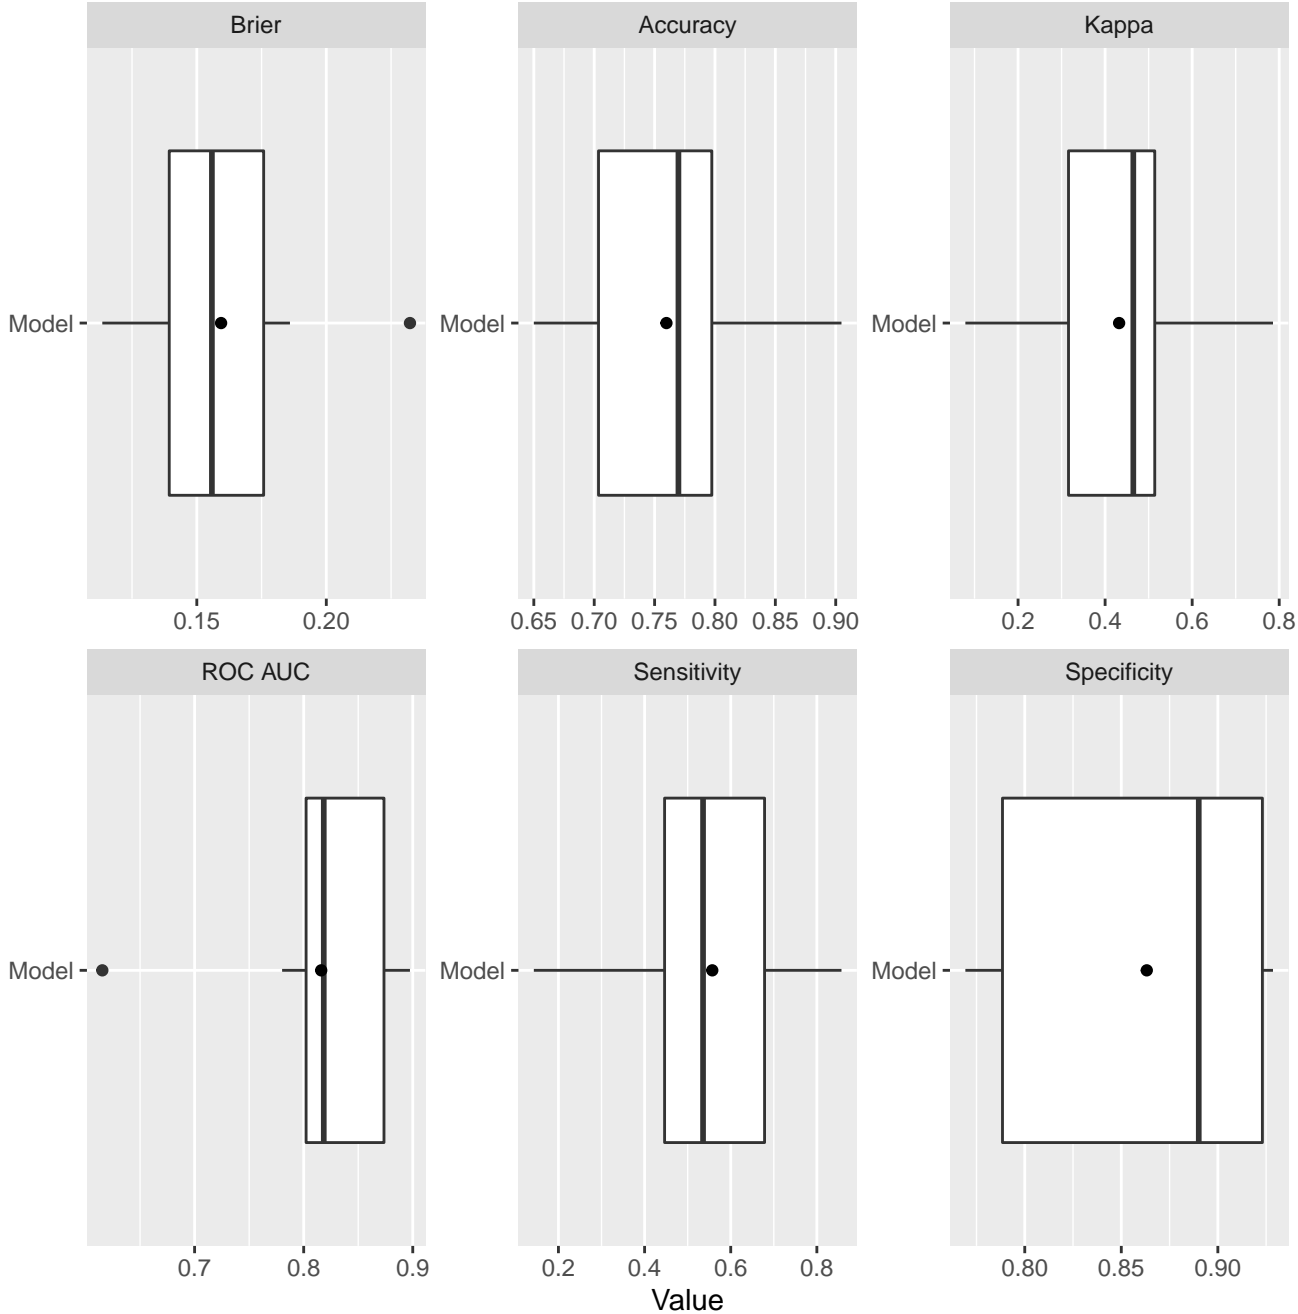 Brier Accuracy Kappa
Model Model Model
0.15 0.20 0.65 0.70 0.75 0.80 0.85 0.90 0.2 0.4 0.6 0.8
ROC AUC Sensitivity Specificity
Model Model Model
0.7 0.8 0.9 0.2 0.4 0.6 0.8 0.80 0.85 0.90
Value